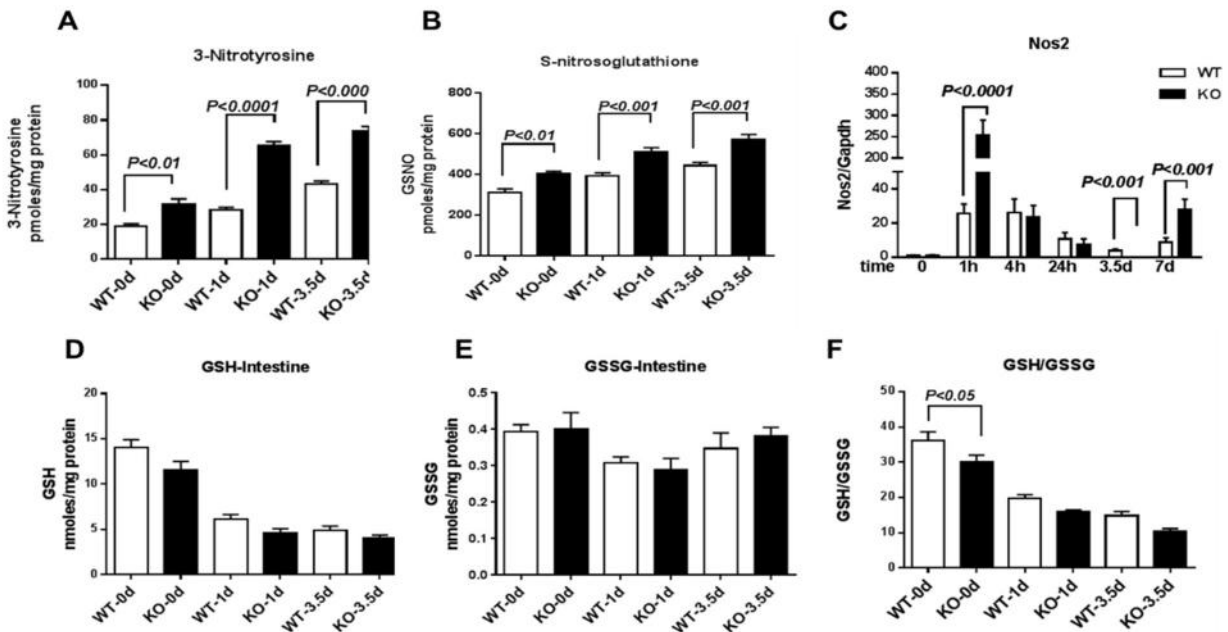 A
3-Nitrotyrosine
3-Nitrotyrosine
pmoles/mg protein
100
80
60
40
20
0
P<0.01
P<0.0001
P<0.000
WT-0d
KO-0d
WT-1d
KO-1d
WT-3.5d
KO-3.5d
B
S-nitrosoglutathione
GSNO
pmoles/mg protein
800
600
400
200
0
P<0.01
P<0.001
P<0.001
WT-0d
KO-0d
WT-1d
KO-1d
WT-3.5d
KO-3.5d
C
Nos2
WT
KO
Nos2/Gapdh
400
350
300
250
200
40
20
0
P<0.0001
P<0.001
P<0.001
time 0 1h 4h 24h 3.5d 7d
D
GSH-Intestine
GSH
nmoles/mg protein
20
15
10
5
0
WT-0d
KO-0d
WT-1d
KO-1d
WT-3.5d
KO-3.5d
E
GSSG-Intestine
GSSG
nmoles/mg protein
0.5
0.4
0.3
0.2
0.1
0.0
WT-0d
KO-0d
WT-1d
KO-1d
WT-3.5d
KO-3.5d
F
GSH/GSSG
GSH/GSSG
50
40
30
20
10
0
P<0.05
WT-0d
KO-0d
WT-1d
KO-1d
WT-3.5d
KO-3.5d